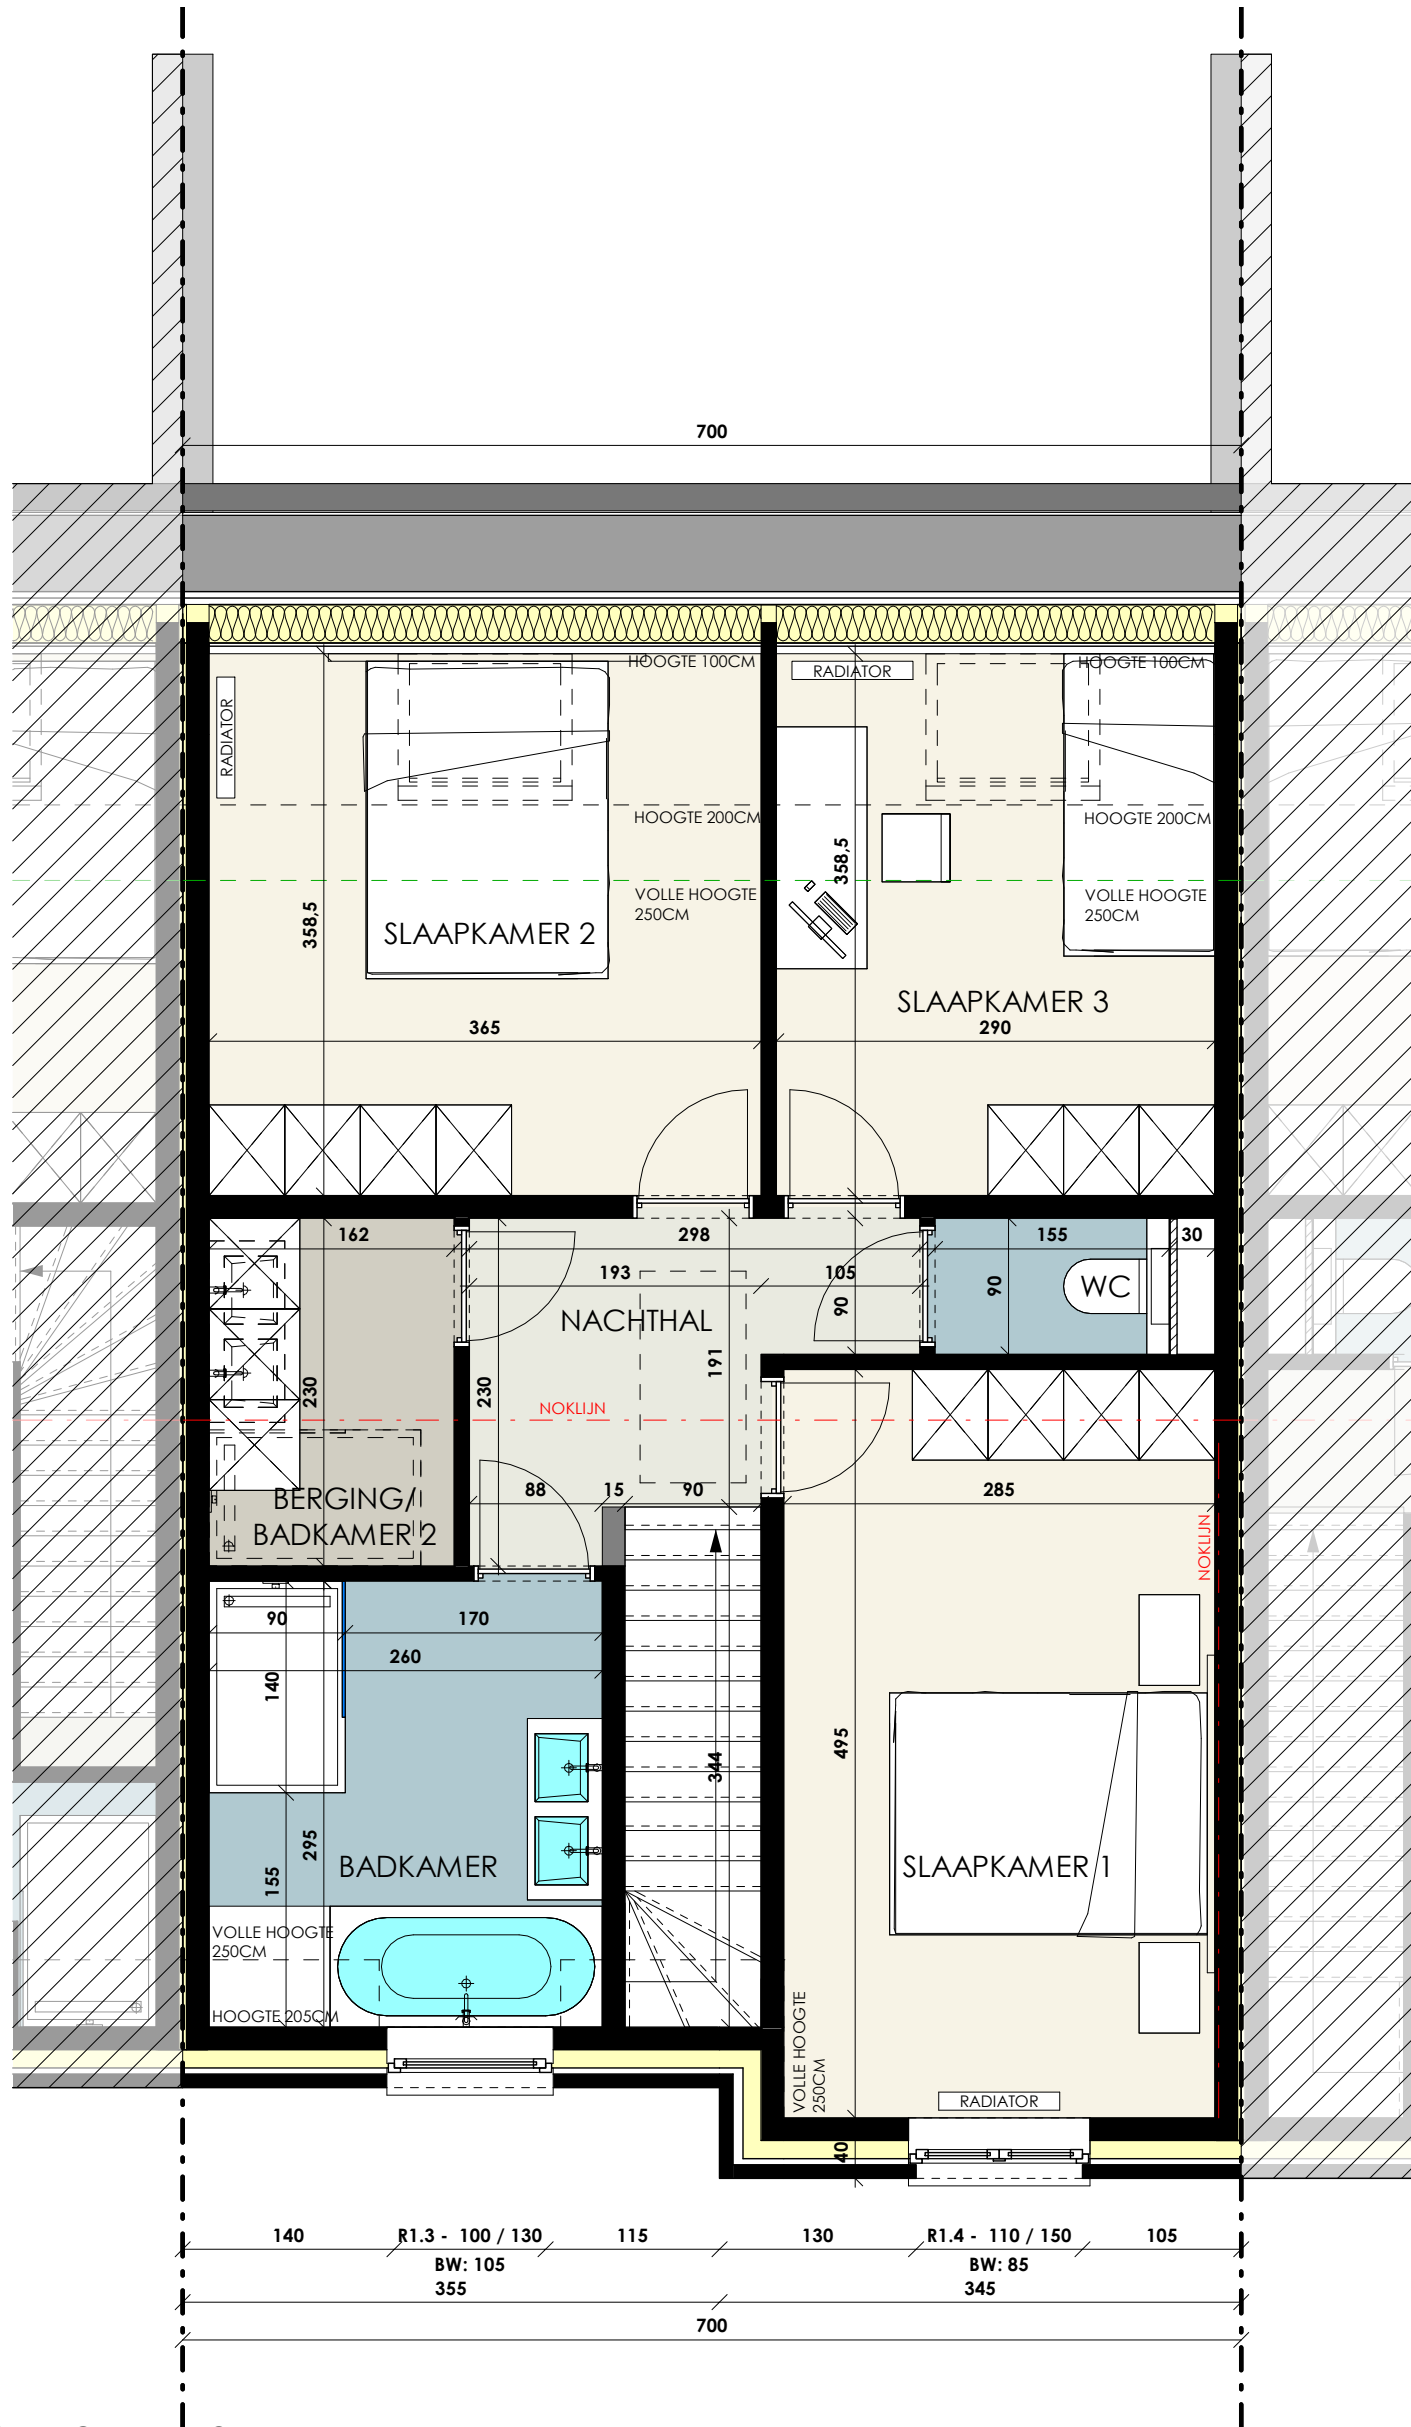 700
HOOGTE 100CM
RADIATOR
HOOGTE 100CM
RADIATOR
HOOGTE 200CM
HOOGTE 200CM
358,5
VOLLE HOOGTE
250CM
VOLLE HOOGTE
250CM
358,5
SLAAPKAMER 2
SLAAPKAMER 3
365
290
162
298
155
30
193
105
90
90
WC
NACHTHAL
191
230
230
NOKLIJN
88
15
90
285
BERGING/
BADKAMER 2
NOKLIJN
90
170
260
140
495
344
295
155
BADKAMER
SLAAPKAMER 1
VOLLE HOOGTE
250CM
HOOGTE 205CM
VOLLE HOOGTE
250CM
RADIATOR
40
140
R1.3 - 100 / 130
115
130
R1.4 - 110 / 150
105
BW: 105
BW: 85
355
345
700